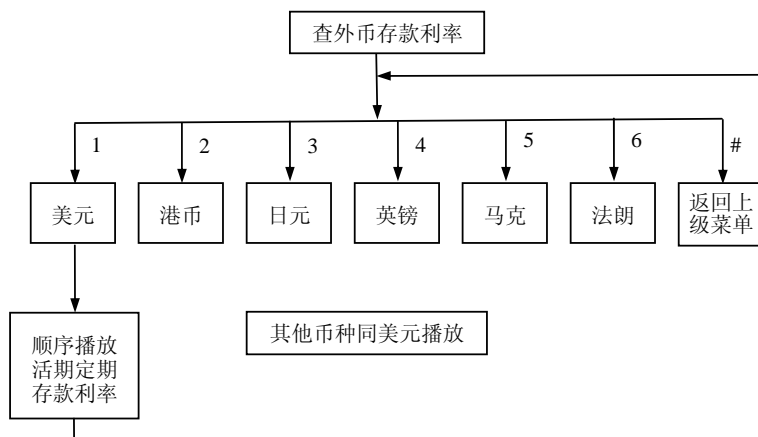 查外币存款利率
1
2
3
4
5
6
#
美元
港币
日元
英镑
马克
法朗
返回上
级菜单
顺序播放
活期定期
存款利率
其他币种同美元播放